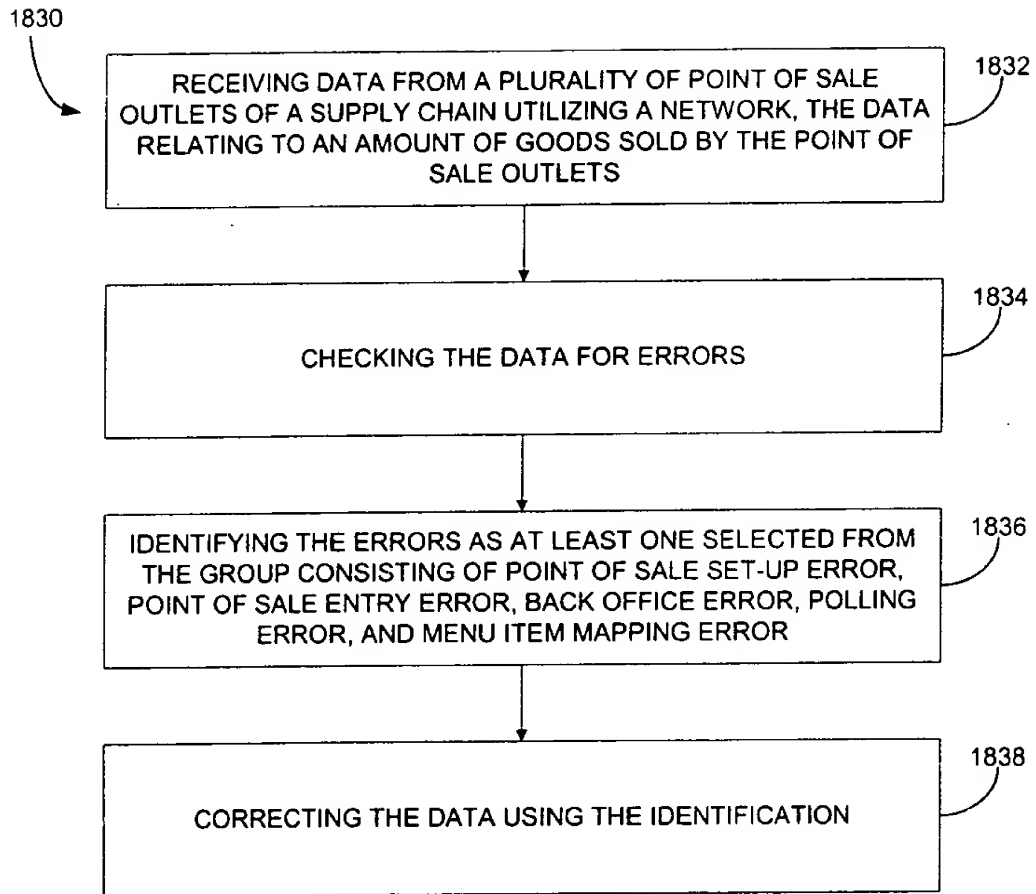 1830
RECEIVING DATA FROM A PLURALITY OF POINT OF SALE
OUTLETS OF A SUPPLY CHAIN UTILIZING A NETWORK, THE DATA
RELATING TO AN AMOUNT OF GOODS SOLD BY THE POINT OF
SALE OUTLETS
1832
CHECKING THE DATA FOR ERRORS
1834
IDENTIFYING THE ERRORS AS AT LEAST ONE SELECTED FROM
THE GROUP CONSISTING OF POINT OF SALE SET-UP ERROR,
POINT OF SALE ENTRY ERROR, BACK OFFICE ERROR, POLLING
ERROR, AND MENU ITEM MAPPING ERROR
1836
CORRECTING THE DATA USING THE IDENTIFICATION
1838